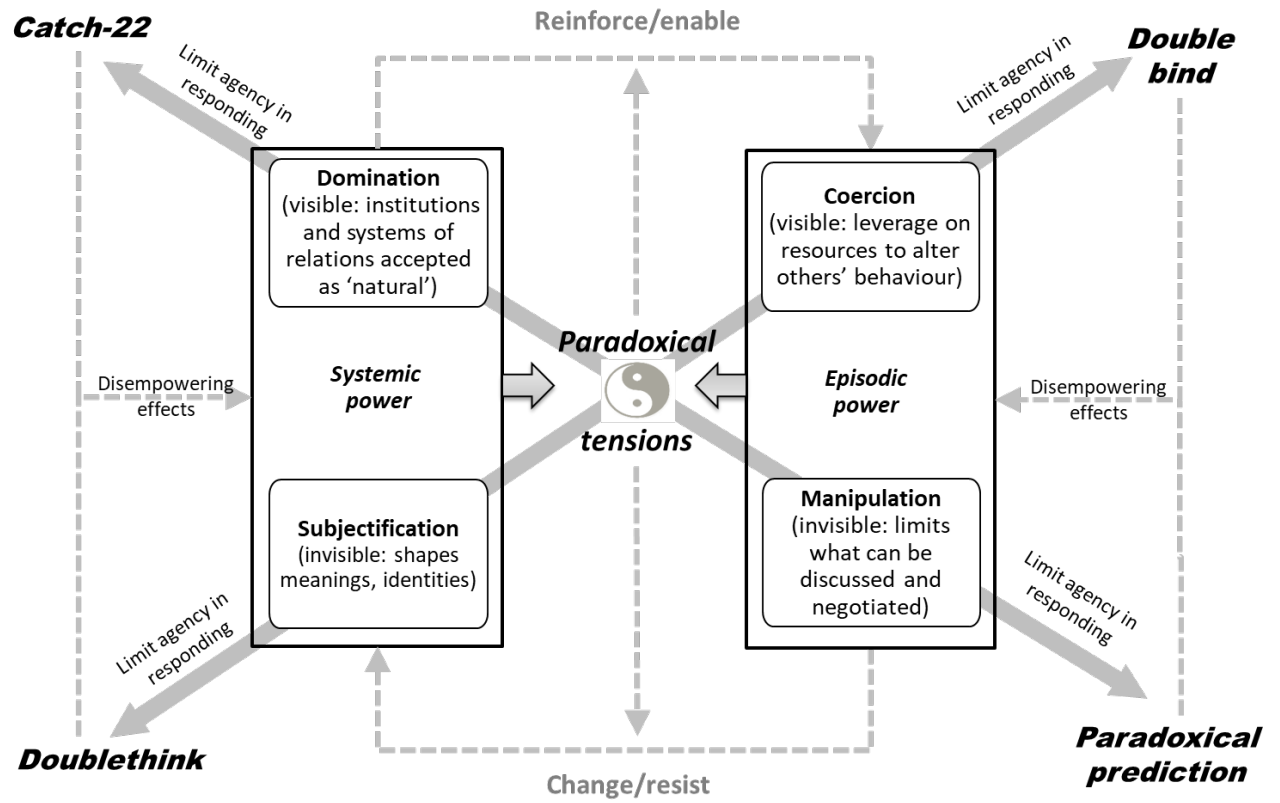 Catch-22
Reinforce/enable
Double
bind
Limit agency in
responding
Limit agency in
responding
Domination
(visible: institutions
and systems of
relations accepted
as ‘natural’)
Coercion
(visible: leverage on
resources to alter
others’ behaviour)
Paradoxical
tensions
Systemic
power
Episodic
power
Disempowering
effects
Disempowering
effects
Subjectification
(invisible: shapes
meanings, identities)
Manipulation
(invisible: limits
what can be
discussed and
negotiated)
Limit agency in
responding
Limit agency in
responding
Doublethink
Change/resist
Paradoxical
prediction